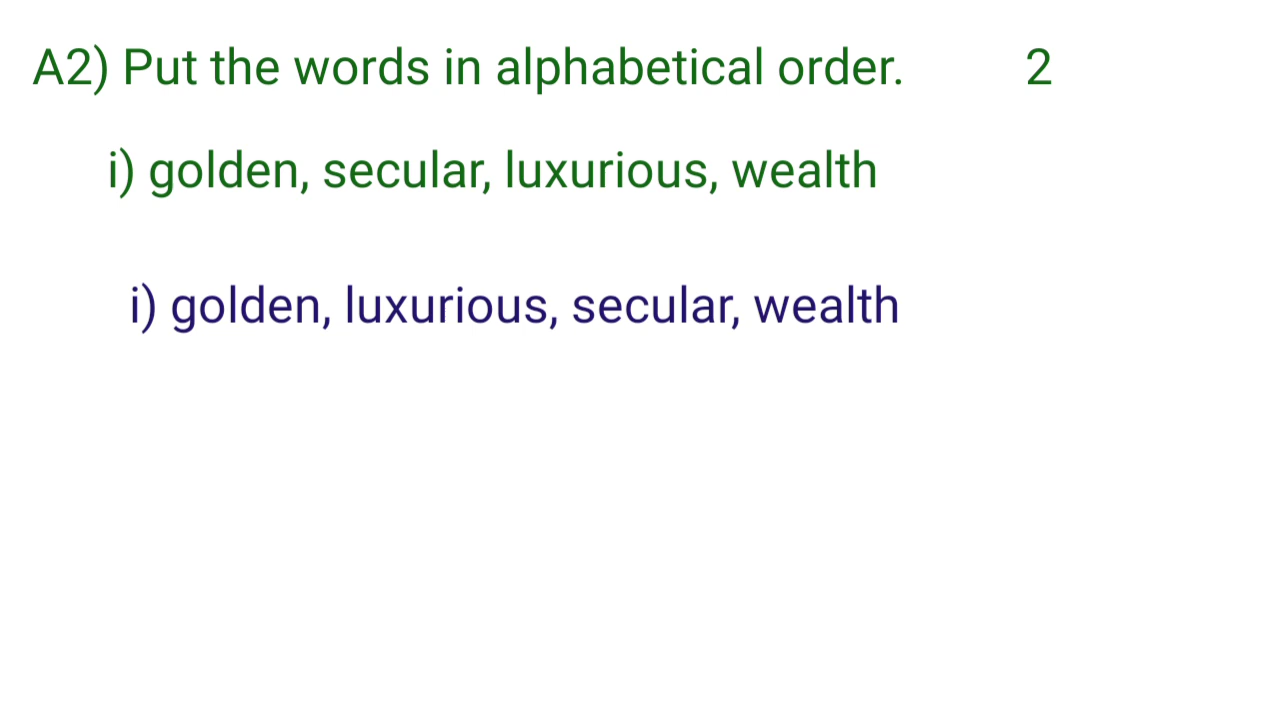 A2) Put the words in alphabetical order. 2
i) golden, secular, luxurious, wealth
i) golden, luxurious, secular, wealth